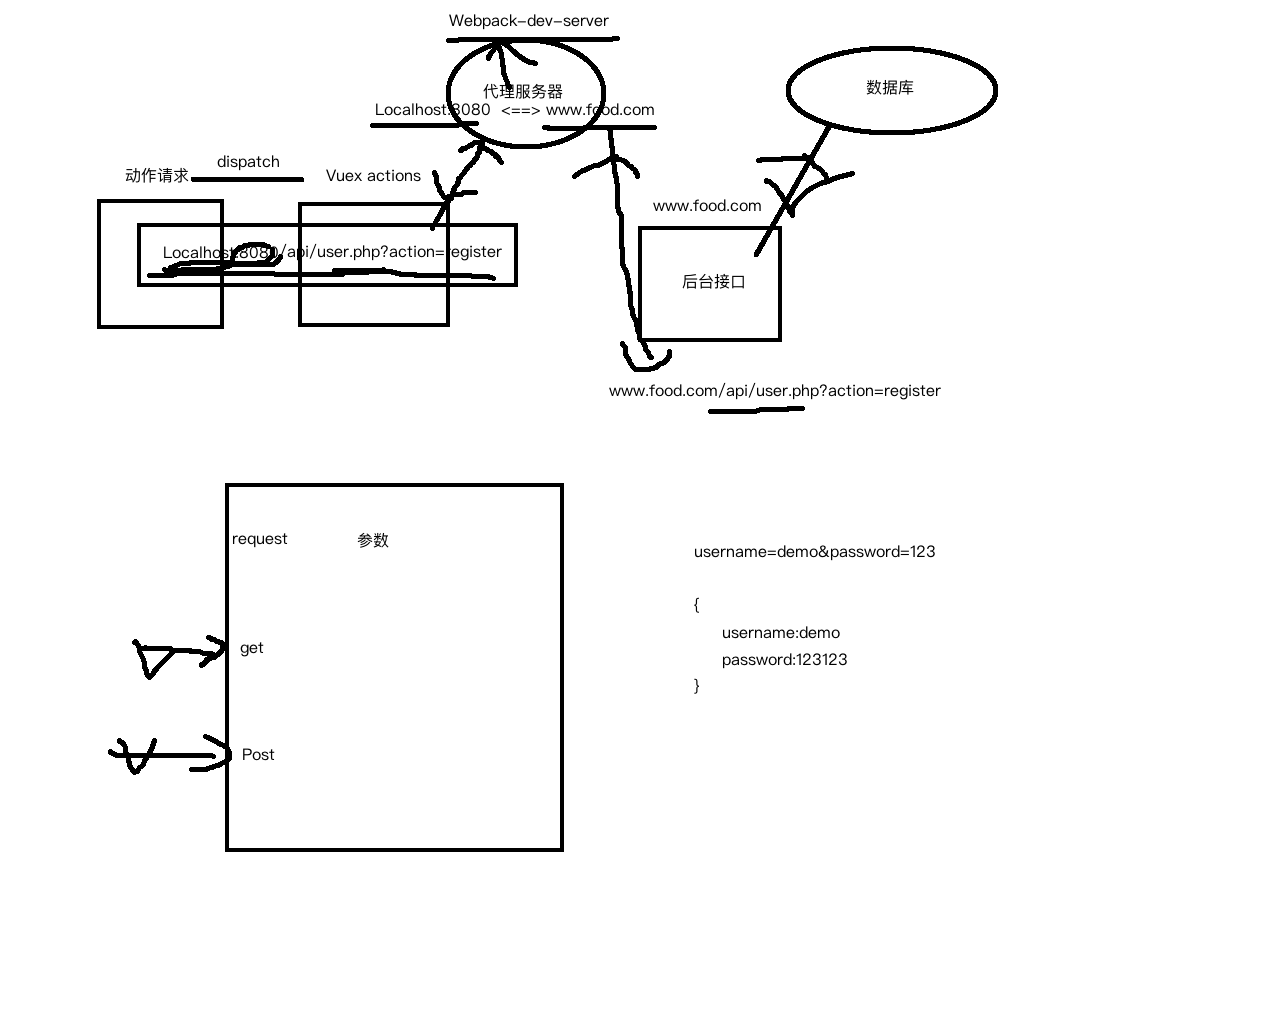 Webpack-dev-server
代理服务器
Localhost:8080 <==> www.food.com
数据库
动作请求
dispatch
Vuex actions
Localhost:8080/api/user.php?action=register
www.food.com
后台接口
www.food.com/api/user.php?action=register
request
参数
get
Post
username=demo&password=123
{
username:demo
password:123123
}